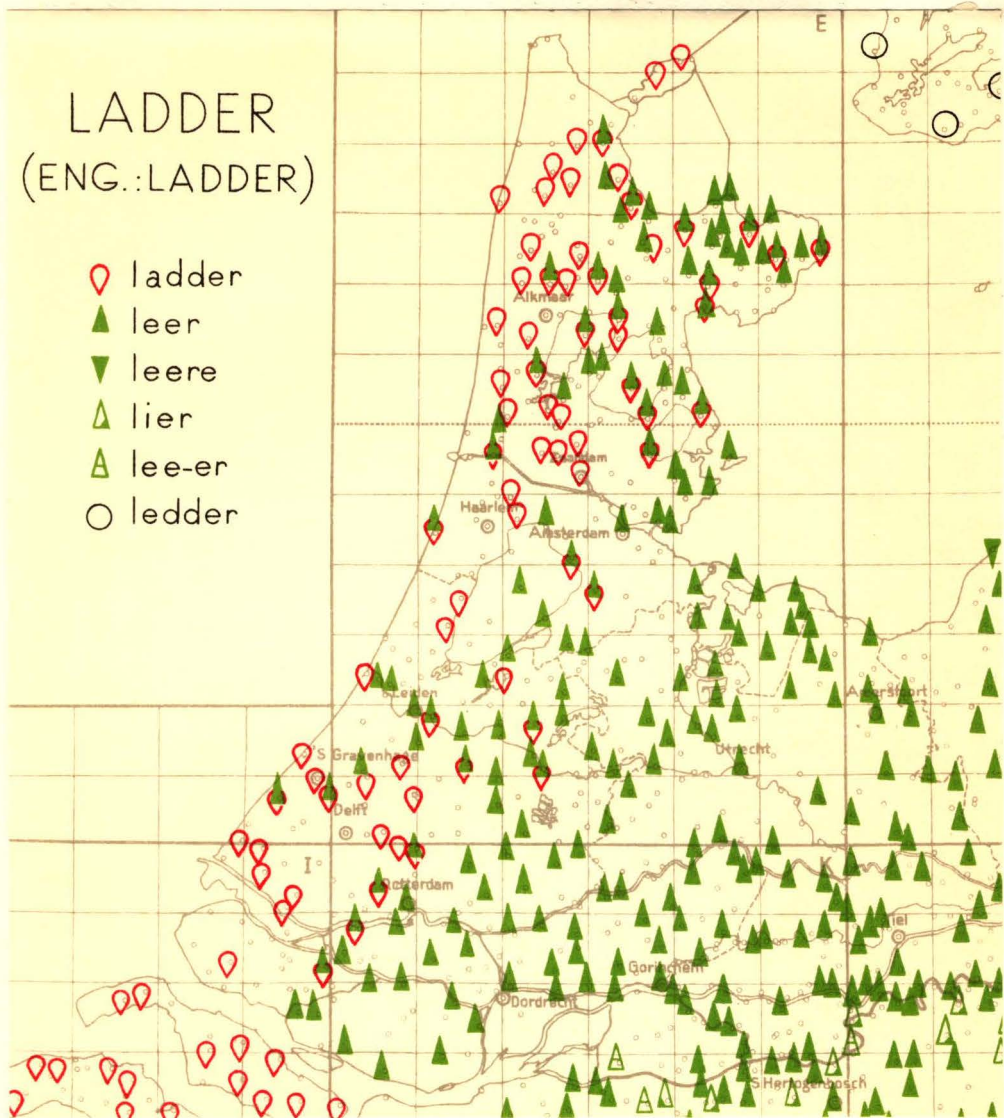 LADDER
(ENG.:LADDER)
ladder
leer
leere
lier
lee-er
ledder
E
Alkmaar
Zaandam
Haarlem
Amsterdam
Leiden
Amersfoort
'S Gravenhage
Utrecht
Delft
I
K
Rotterdam
Tiel
Gorinchem
Dordrecht
S Hertogenbosch